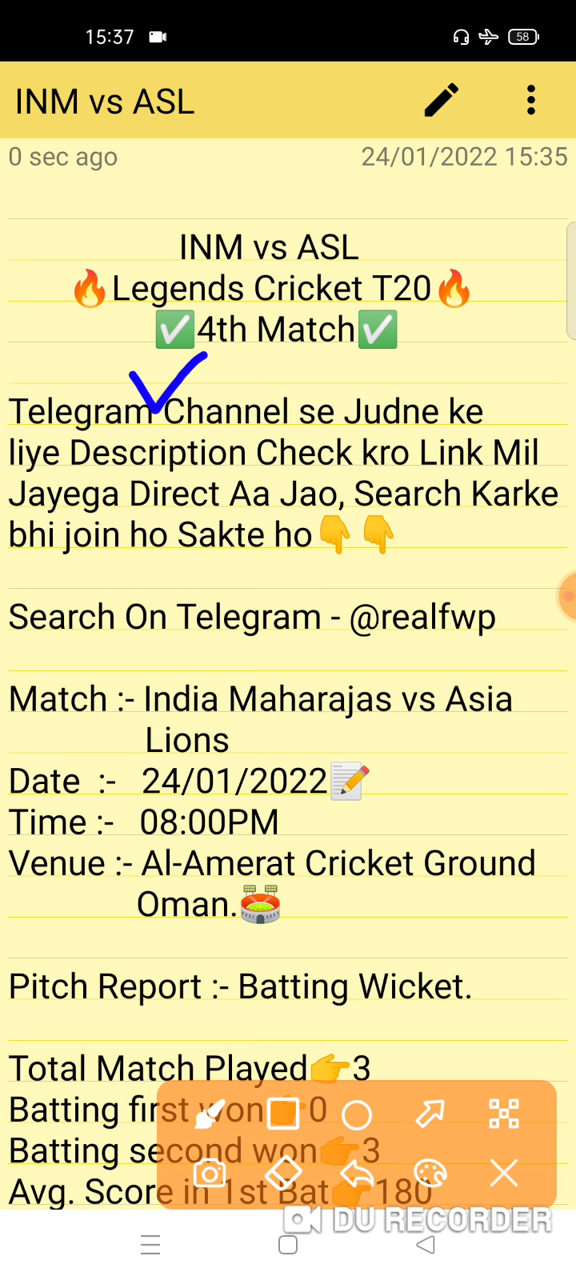 15:37
58
INM vs ASL
0 sec ago 24/01/2022 15:35
INM vs ASL
🔥Legends Cricket T20🔥
✅4th Match✅
Telegram Channel se Judne ke
liye Description Check kro Link Mil
Jayega Direct Aa Jao, Search Karke
bhi join ho Sakte ho👇👇
Search On Telegram - @realfwp
Match :- India Maharajas vs Asia
Lions
Date :- 24/01/2022📝
Time :- 08:00PM
Venue :- Al-Amerat Cricket Ground
Oman.🏟
Pitch Report :- Batting Wicket.
Total Match Played👉3
Batting first won👉0
Batting second won👉3
Avg. Score in 1st Bat👉180
DU RECORDER